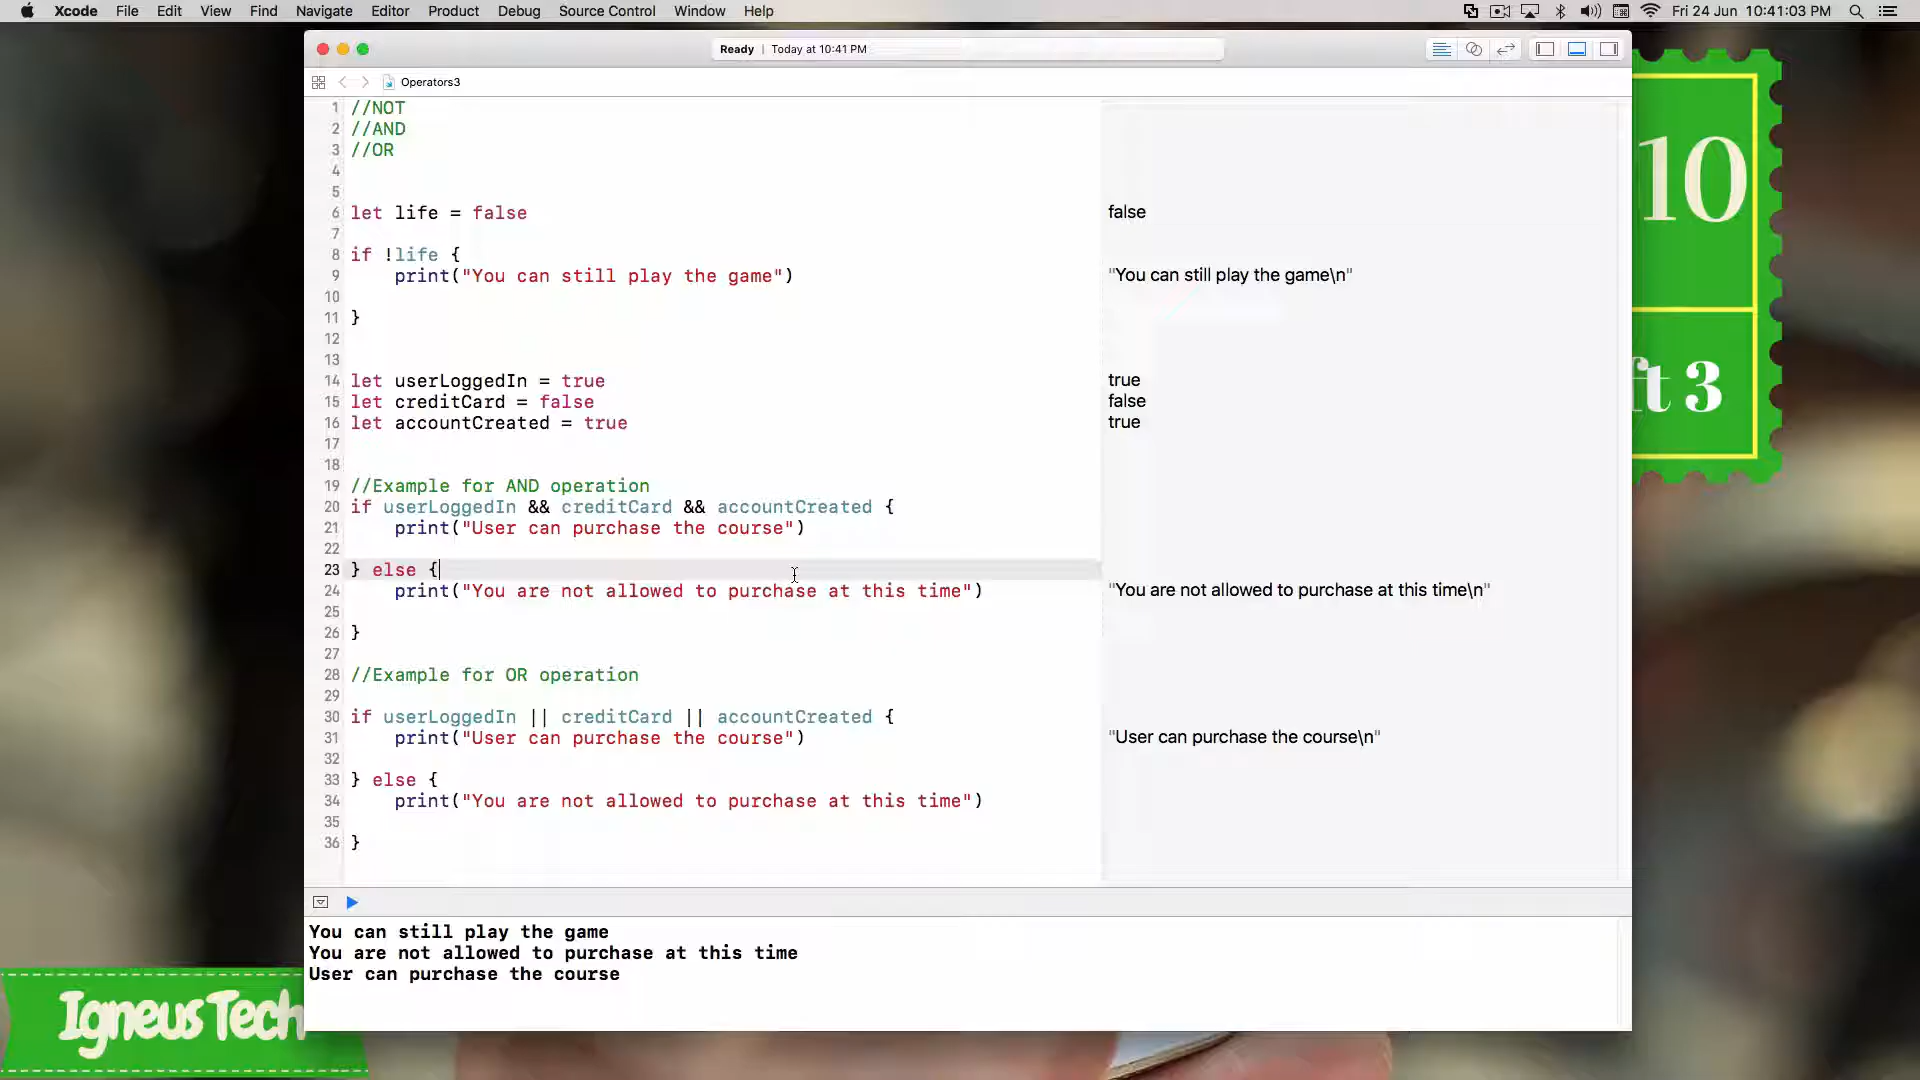 Xcode File Edit View Find Navigate Editor Product Debug Source Control Window Help Fri 24 Jun 10:41:03 PM
Ready | Today at 10:41 PM
Operators3
1 //NOT
2 //AND
3 //OR
4
5
6 let life = false false
7
8 if !life {
9 print("You can still play the game") "You can still play the game\n"
10
11 }
12
13
14 let userLoggedIn = true true
15 let creditCard = false false
16 let accountCreated = true true
17
18
19 //Example for AND operation
20 if userLoggedIn && creditCard && accountCreated {
21 print("User can purchase the course")
22
23 } else {
24 print("You are not allowed to purchase at this time") "You are not allowed to purchase at this time\n"
25
26 }
27
28 //Example for OR operation
29
30 if userLoggedIn || creditCard || accountCreated {
31 print("User can purchase the course") "User can purchase the course\n"
32
33 } else {
34 print("You are not allowed to purchase at this time")
35
36 }
You can still play the game
You are not allowed to purchase at this time
User can purchase the course
10
ft 3
Igneus Tech